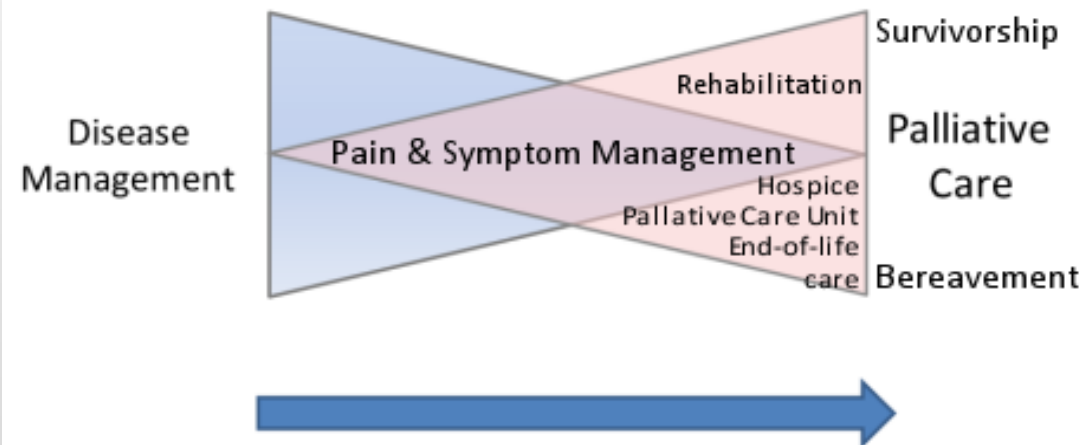 Survivorship
Rehabilitation
Disease
Management
Pain & Symptom Management
Palliative
Care
Hospice
Pallative Care Unit
End-of-life
care
Bereavement